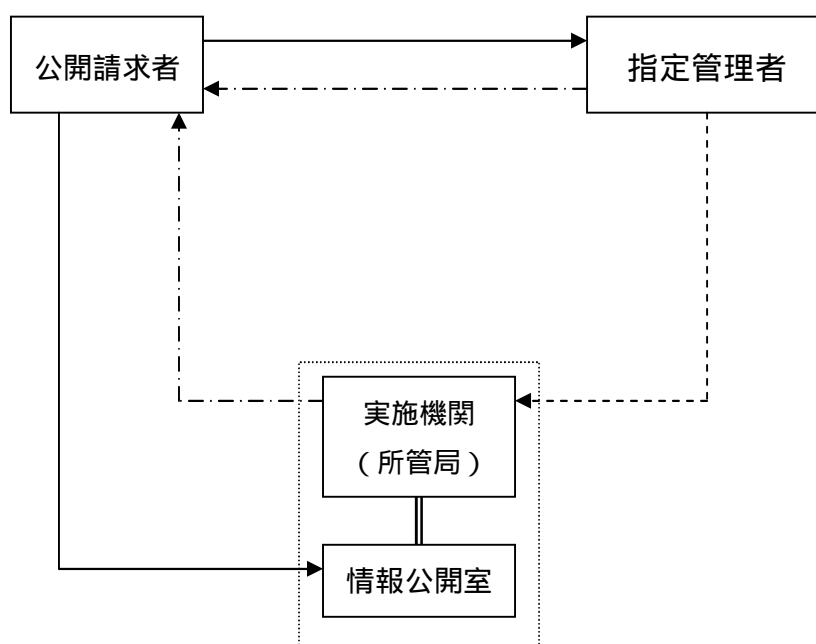 公開請求者
指定管理者
実施機関
（所管局）
情報公開室